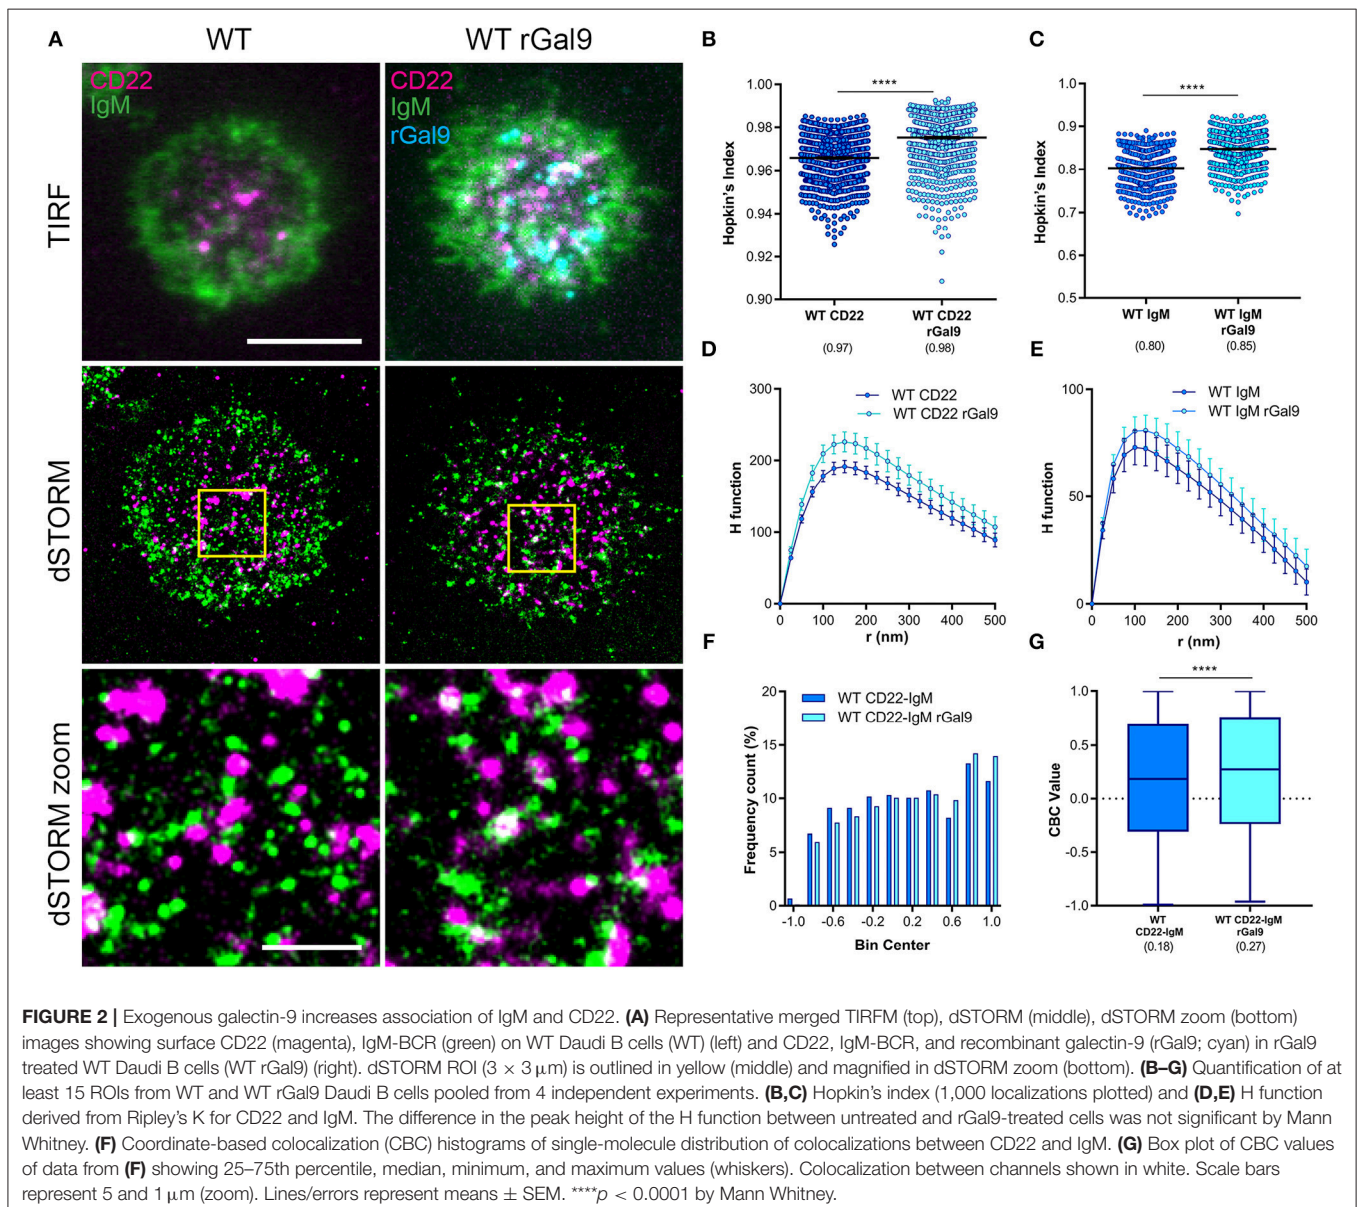 A
WT
WT rGal9
TIRF
CD22
IgM
CD22
IgM
rGal9
dSTORM
dSTORM zoom
B
Hopkin's Index
1.00
0.98
0.96
0.94
0.92
0.90
****
WT CD22
(0.97)
WT CD22
rGal9
(0.98)
C
Hopkin's Index
1.0
0.9
0.8
0.7
0.6
0.5
****
WT IgM
(0.80)
WT IgM
rGal9
(0.85)
D
H function
300
200
100
0
WT CD22
WT CD22 rGal9
0 100 200 300 400 500
r (nm)
E
H function
100
50
0
WT IgM
WT IgM rGal9
0 100 200 300 400 500
r (nm)
F
Frequency count (%)
20
15
10
5
0
WT CD22-IgM
WT CD22-IgM rGal9
-1.0 -0.6 -0.2 0.2 0.6 1.0
Bin Center
G
CBC Value
1.0
0.5
0.0
-0.5
-1.0
****
WT
CD22-IgM
(0.18)
WT CD22-IgM
rGal9
(0.27)
FIGURE 2 | Exogenous galectin-9 increases association of IgM and CD22. (A) Representative merged TIRFM (top), dSTORM (middle), dSTORM zoom (bottom)
images showing surface CD22 (magenta), IgM-BCR (green) on WT Daudi B cells (WT) (left) and CD22, IgM-BCR, and recombinant galectin-9 (rGal9; cyan) in rGal9
treated WT Daudi B cells (WT rGal9) (right). dSTORM ROI (3 × 3 μm) is outlined in yellow (middle) and magnified in dSTORM zoom (bottom). (B–G) Quantification of at
least 15 ROIs from WT and WT rGal9 Daudi B cells pooled from 4 independent experiments. (B,C) Hopkin's index (1,000 localizations plotted) and (D,E) H function
derived from Ripley's K for CD22 and IgM. The difference in the peak height of the H function between untreated and rGal9-treated cells was not significant by Mann
Whitney. (F) Coordinate-based colocalization (CBC) histograms of single-molecule distribution of colocalizations between CD22 and IgM. (G) Box plot of CBC values
of data from (F) showing 25–75th percentile, median, minimum, and maximum values (whiskers). Colocalization between channels shown in white. Scale bars
represent 5 and 1 μm (zoom). Lines/errors represent means ± SEM. ****p < 0.0001 by Mann Whitney.